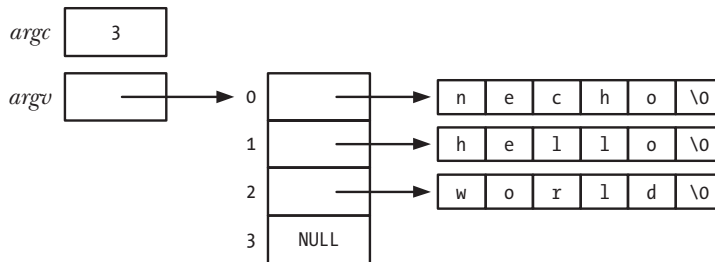 argc 3
argv
0 n e c h o \0
1 h e l l o \0
2 w o r l d \0
3 NULL